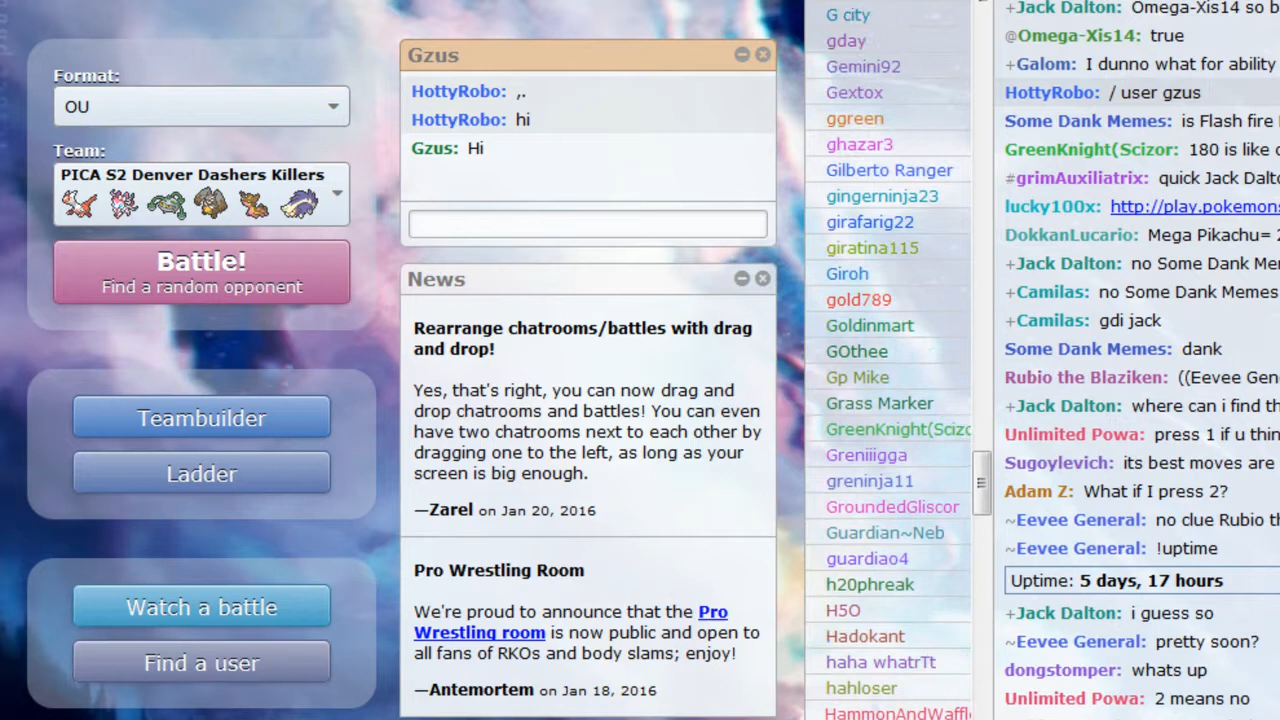 Format:
OU
Team:
PICA S2 Denver Dashers Killers
Battle!
Find a random opponent
Teambuilder
Ladder
Watch a battle
Find a user
Gzus
HottyRobo: ,.
HottyRobo: hi
Gzus: Hi
News
Rearrange chatrooms/battles with drag
and drop!
Yes, that's right, you can now drag and
drop chatrooms and battles! You can even
have two chatrooms next to each other by
dragging one to the left, as long as your
screen is big enough.
—Zarel on Jan 20, 2016
Pro Wrestling Room
We're proud to announce that the Pro
Wrestling room is now public and open to
all fans of RKOs and body slams; enjoy!
—Antemortem on Jan 18, 2016
G city
gday
Gemini92
Gextox
ggreen
ghazar3
Gilberto Ranger
gingerninja23
girafarig22
giratina115
Giroh
gold789
Goldinmart
GOthee
Gp Mike
Grass Marker
GreenKnight(Scizo
Greniiigga
greninja11
GroundedGliscor
Guardian~Neb
guardiao4
h20phreak
H5O
Hadokant
haha whatrTt
hahloser
HammonAndWaffl
+Jack Dalton: Omega-Xis14 so b
@Omega-Xis14: true
+Galom: I dunno what for ability
HottyRobo: / user gzus
Some Dank Memes: is Flash fire
GreenKnight(Scizor: 180 is like
#grimAuxiliatrix: quick Jack Dalto
lucky100x: http://play.pokemons
DokkanLucario: Mega Pikachu= 2
+Jack Dalton: no Some Dank Mem
+Camilas: no Some Dank Memes
+Camilas: gdi jack
Some Dank Memes: dank
Rubio the Blaziken: ((Eevee Gen
+Jack Dalton: where can i find th
Unlimited Powa: press 1 if u thin
Sugoylevich: its best moves are
Adam Z: What if I press 2?
~Eevee General: no clue Rubio th
~Eevee General: !uptime
Uptime: 5 days, 17 hours
+Jack Dalton: i guess so
~Eevee General: pretty soon?
dongstomper: whats up
Unlimited Powa: 2 means no